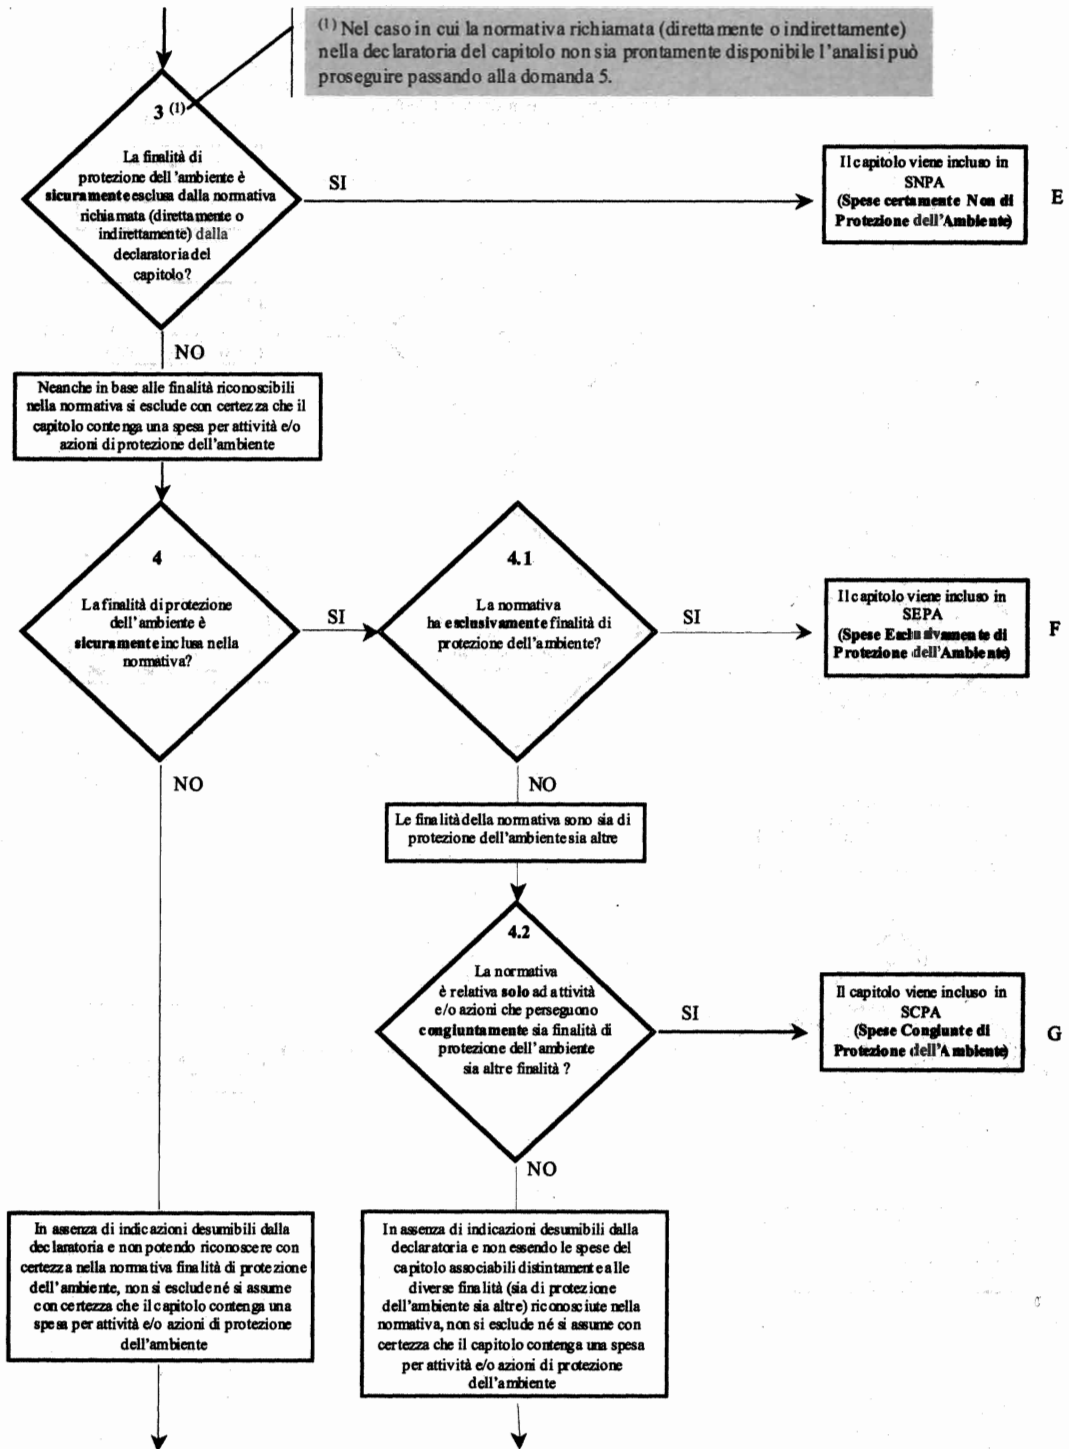 (1) Nel caso in cui la normativa richiamata (direttamente o indirettamente)
nella declaratoria del capitolo non sia prontamente disponibile l'analisi può
proseguire passando alla domanda 5.
3 (1)
La finalità di
protezione dell'ambiente è
sicuramente esclusa dalla normativa
richiamata (direttamente o
indirettamente) dalla
declaratoria del
capitolo?
SI
Il capitolo viene incluso in
SNPA
(Spese certamente Non di
Protezione dell'Ambiente)
E
NO
Neanche in base alle finalità riconoscibili
nella normativa si esclude con certezza che il
capitolo contenga una spesa per attività e/o
azioni di protezione dell'ambiente
4
La finalità di protezione
dell'ambiente è
sicuramente inclusa nella
normativa?
SI
4.1
La normativa
ha esclusivamente finalità di
protezione dell'ambiente?
SI
Il capitolo viene incluso in
SEPA
(Spese Esclusivamente di
Protezione dell'Ambiente)
F
NO
NO
Le finalità della normativa sono sia di
protezione dell'ambiente sia altre
4.2
La normativa
è relativa solo ad attività
e/o azioni che perseguono
congiuntamente sia finalità di
protezione dell'ambiente
sia altre finalità ?
SI
Il capitolo viene incluso in
SCPA
(Spese Congiunte di
Protezione dell'Ambiente)
G
NO
In assenza di indicazioni desumibili dalla
declaratoria e non potendo riconoscere con
certezza nella normativa finalità di protezione
dell'ambiente, non si esclude né si assume
con certezza che il capitolo contenga una
spesa per attività e/o azioni di protezione
dell'ambiente
In assenza di indicazioni desumibili dalla
declaratoria e non essendo le spese del
capitolo associabili distintamente alle
diverse finalità (sia di protezione
dell'ambiente sia altre) riconosciute nella
normativa, non si esclude né si assume con
certezza che il capitolo contenga una spesa
per attività e/o azioni di protezione
dell'ambiente